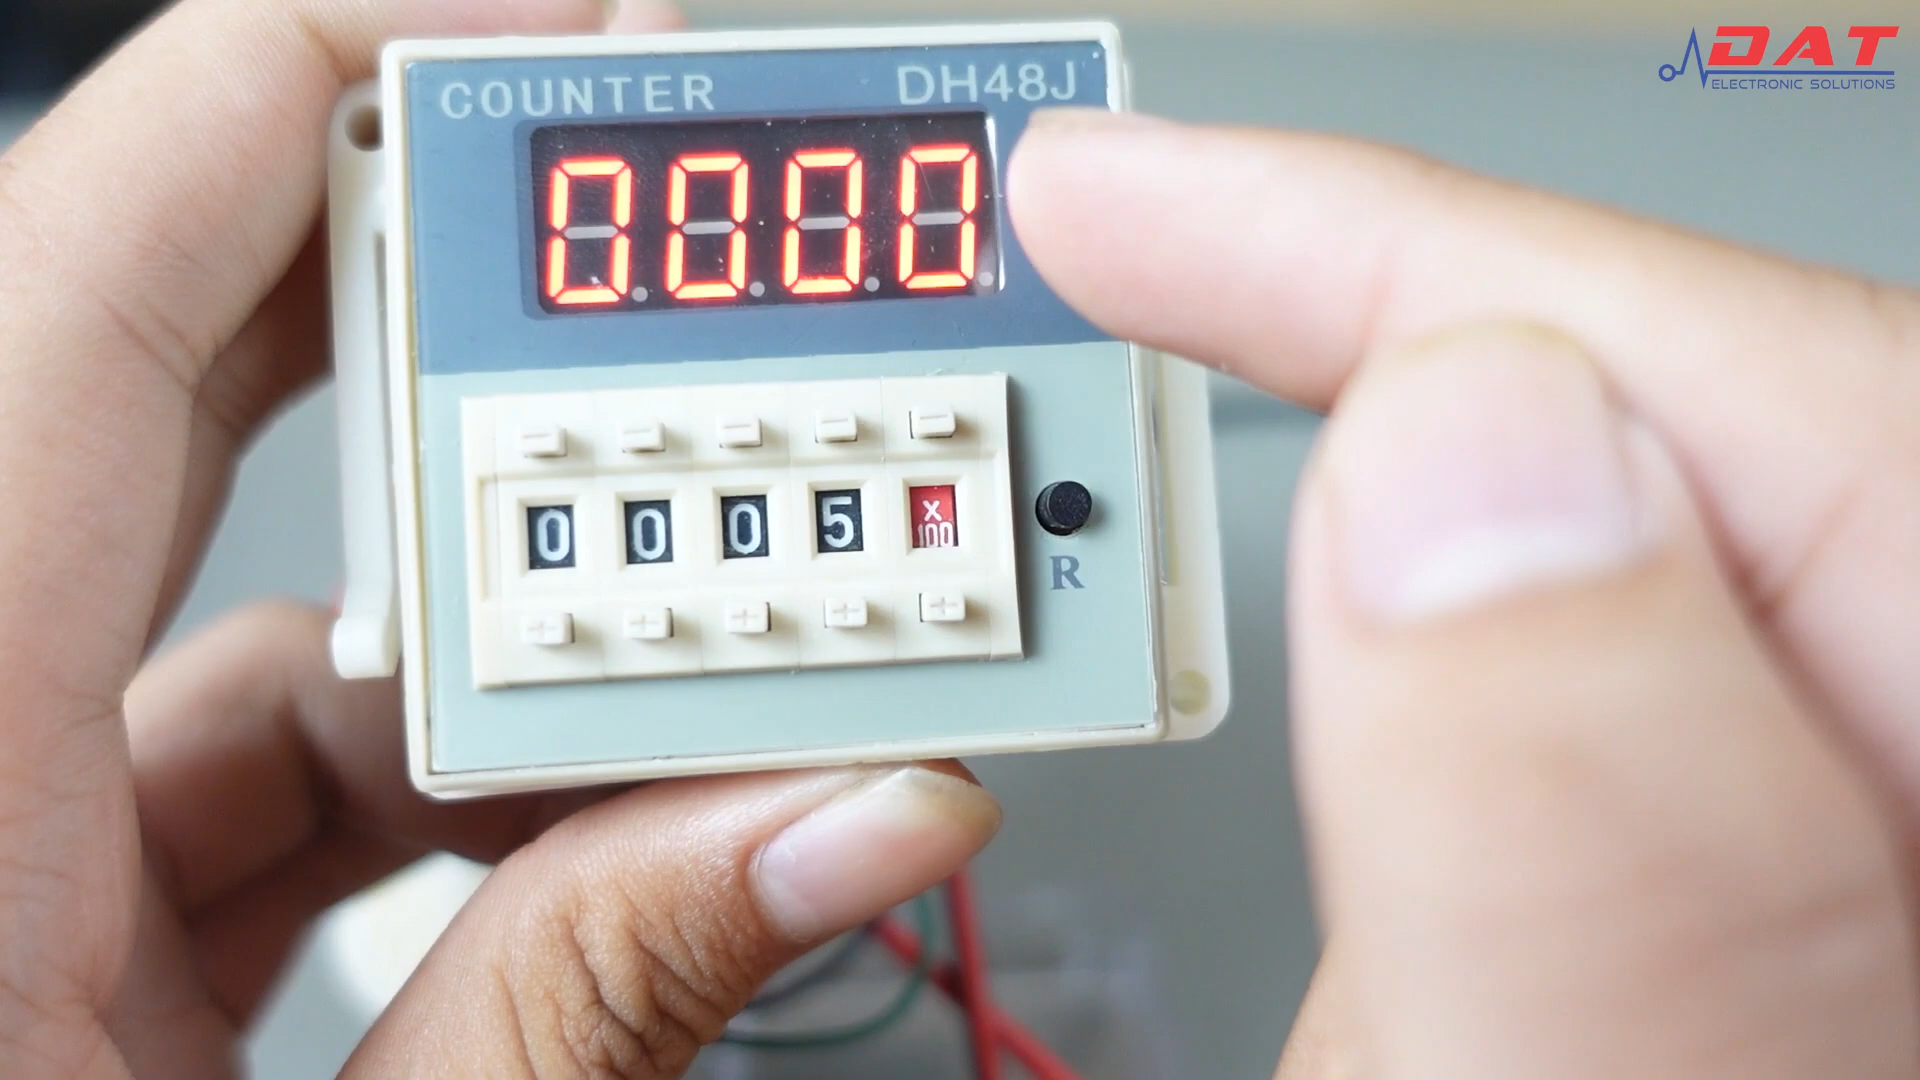 DAT
ELECTRONIC SOLUTIONS
COUNTER DH48J
0000
0 0 0 5 X 100
R